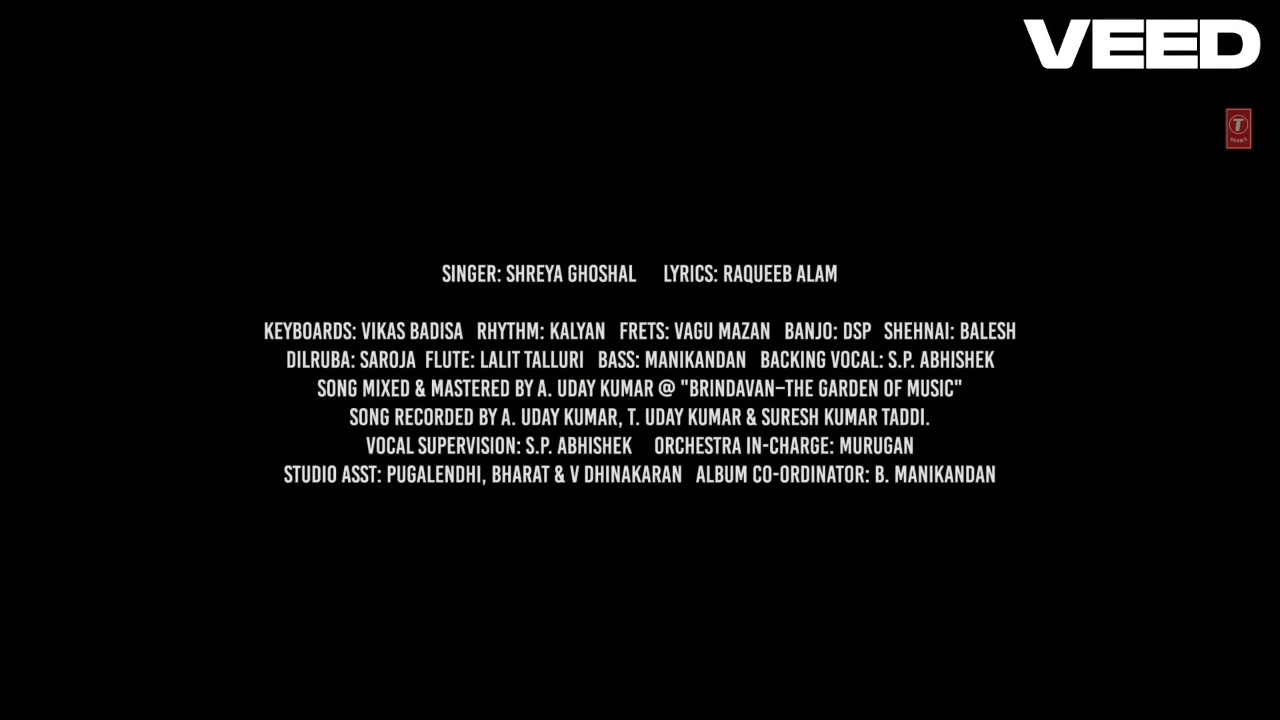 VEED
T
SERIES
SINGER: SHREYA GHOSHAL LYRICS: RAQUEEB ALAM
KEYBOARDS: VIKAS BADISA RHYTHM: KALYAN FRETS: VAGU MAZAN BANJO: DSP SHEHNAI: BALESH
DILRUBA: SAROJA FLUTE: LALIT TALLURI BASS: MANIKANDAN BACKING VOCAL: S.P. ABHISHEK
SONG MIXED & MASTERED BY A. UDAY KUMAR @ "BRINDAVAN–THE GARDEN OF MUSIC"
SONG RECORDED BY A. UDAY KUMAR, T. UDAY KUMAR & SURESH KUMAR TADDI.
VOCAL SUPERVISION: S.P. ABHISHEK ORCHESTRA IN-CHARGE: MURUGAN
STUDIO ASST: PUGALENDHI, BHARAT & V DHINAKARAN ALBUM CO-ORDINATOR: B. MANIKANDAN